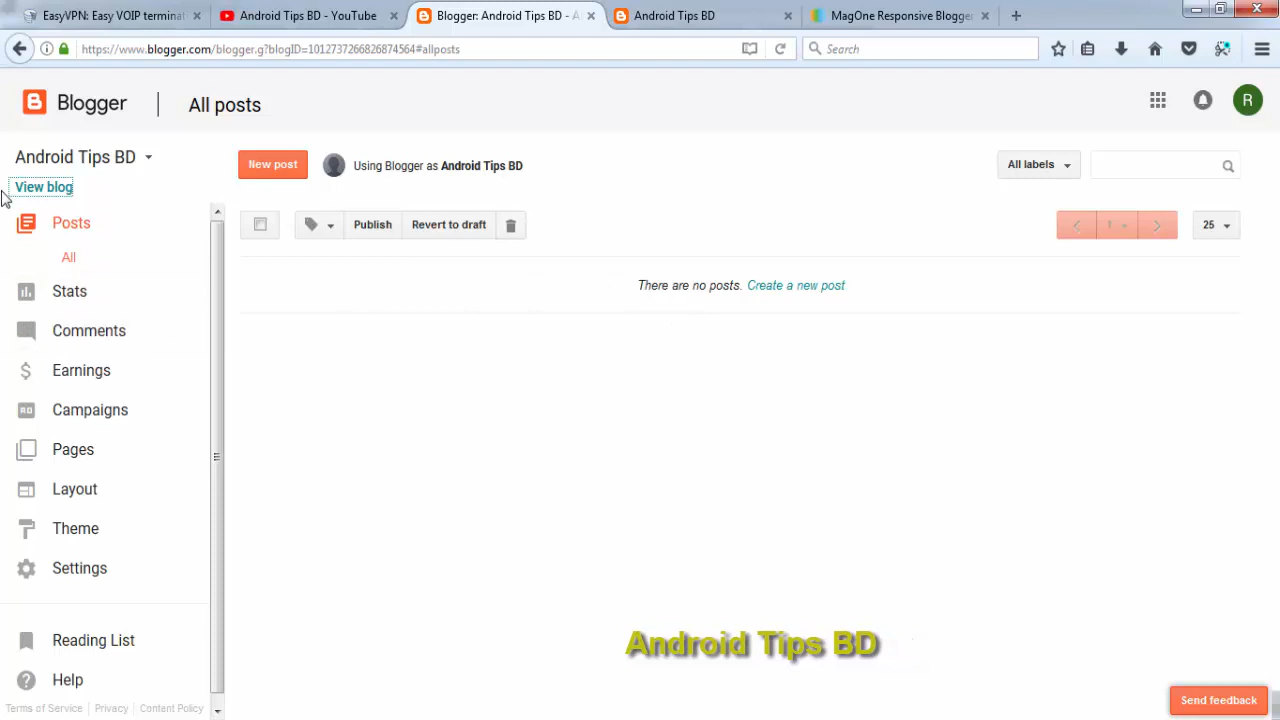 EasyVPN: Easy VOIP terminat
Android Tips BD - YouTube
Blogger: Android Tips BD - A
Android Tips BD
MagOne Responsive Blogger
https://www.blogger.com/blogger.g?blogID=1012737266826874564#allposts
Search
Blogger
All posts
R
Android Tips BD
View blog
New post
Using Blogger as Android Tips BD
All labels
Posts
All
Publish
Revert to draft
1
25
There are no posts. Create a new post
Stats
Comments
Earnings
Campaigns
Pages
Layout
Theme
Settings
Reading List
Help
Android Tips BD
Terms of Service
Privacy
Content Policy
Send feedback